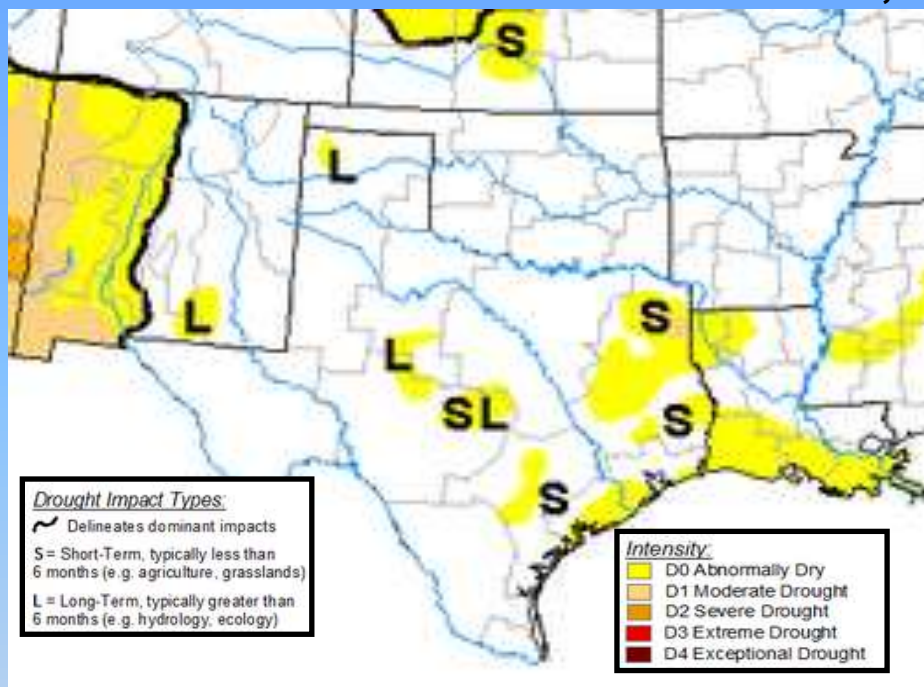 S
L
L
S
L
S L
S
S
Drought Impact Types:
Delineates dominant impacts
S = Short-Term, typically less than
6 months (e.g. agriculture, grasslands)
L = Long-Term, typically greater than
6 months (e.g. hydrology, ecology)
Intensity:
D0 Abnormally Dry
D1 Moderate Drought
D2 Severe Drought
D3 Extreme Drought
D4 Exceptional Drought